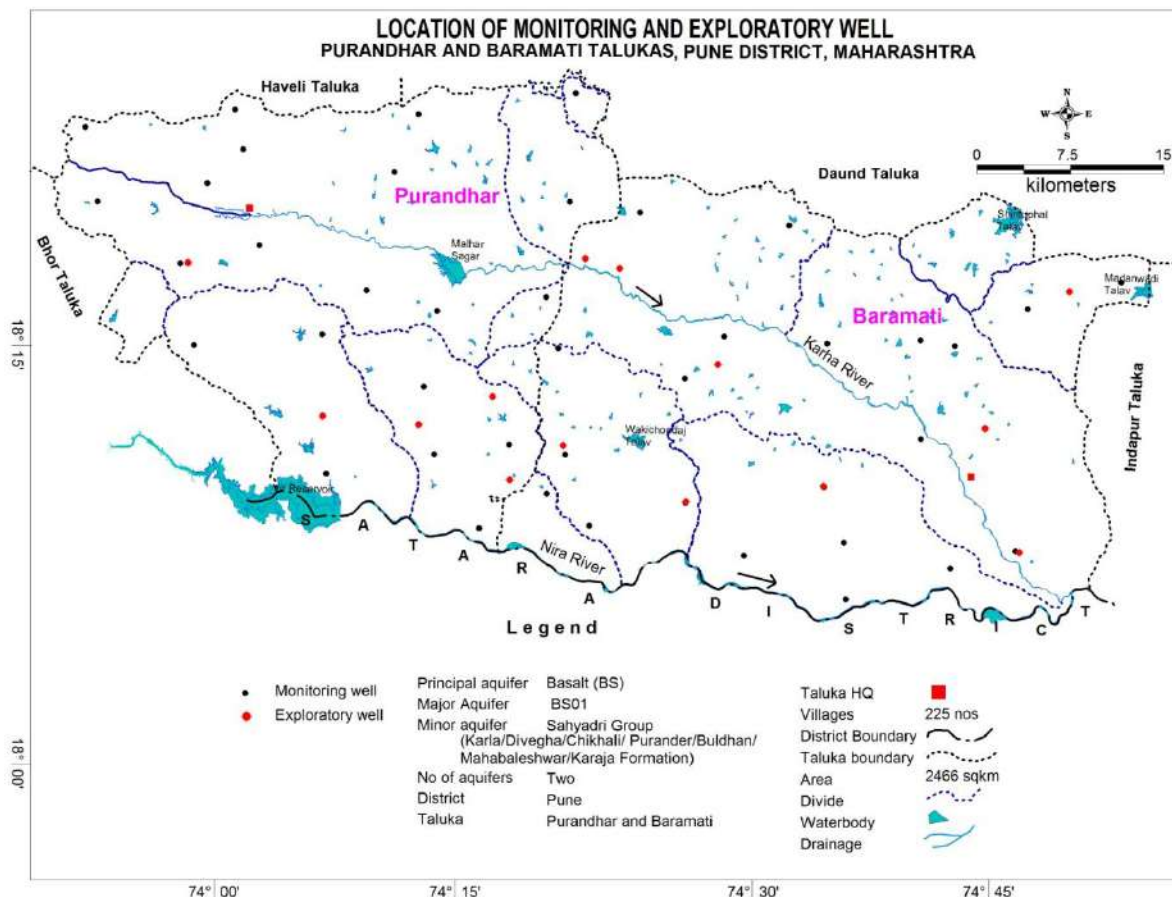 LOCATION OF MONITORING AND EXPLORATORY WELL
PURANDHAR AND BARAMATI TALUKAS, PUNE DISTRICT, MAHARASHTRA
Haveli Taluka
N
W E
S
0 7.5 15
kilometers
Daund Taluka
Purandhar
Talav
Bhor Taluka
Malhar
Sagar
Madanwadi
Talav
Baramati
18° 15'
Karha River
Indapur Taluka
Talav
Reservoir
Nira River
S A T A R A D I S T R I C T
Legend
Monitoring well
Exploratory well
Principal aquifer Basalt (BS)
Major Aquifer BS01
Minor aquifer Sahyadri Group
(Karla/Divegha/Chikhali/ Purander/Buldhan/
Mahabaleshwar/Karaja Formation)
No of aquifers Two
District Pune
Taluka Purandhar and Baramati
Taluka HQ
Villages 225 nos
District Boundary
Taluka boundary
Area 2466 sqkm
Divide
Waterbody
Drainage
18° 00'
74° 00' 74° 15' 74° 30' 74° 45'